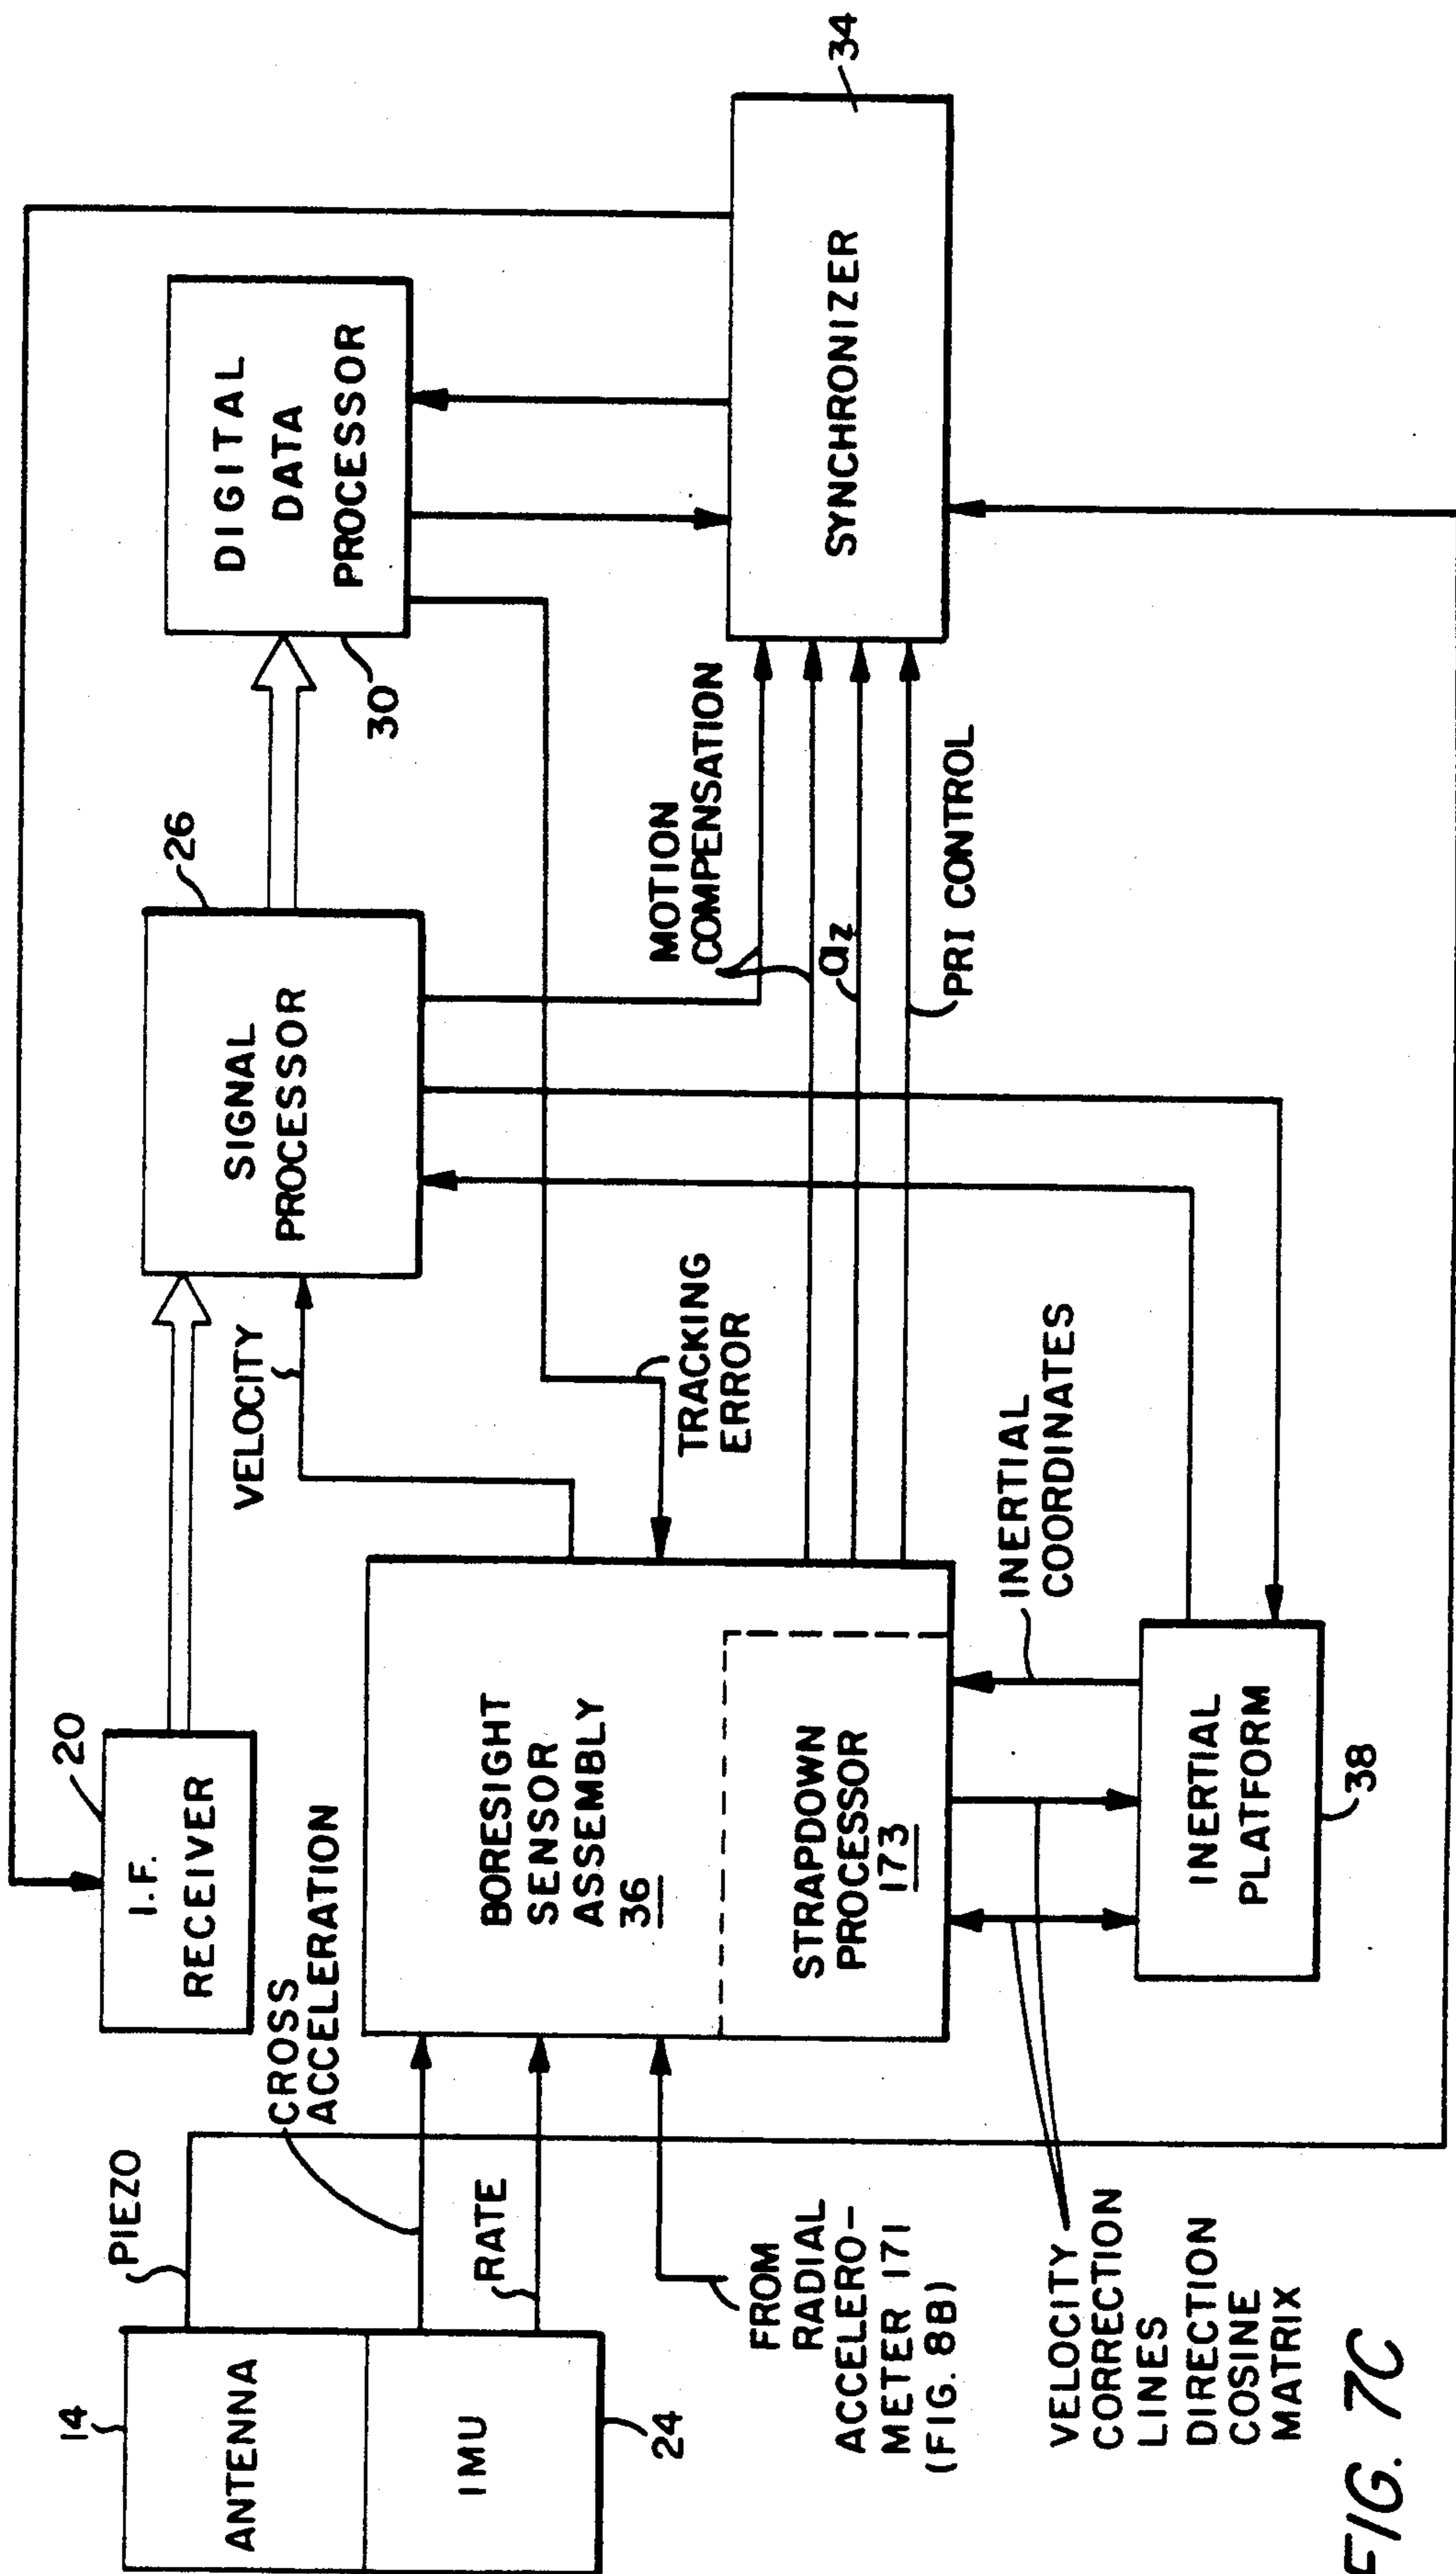 14
ANTENNA
IMU
24
PIEZO
CROSS
ACCELERATION
RATE
FROM
RADIAL
ACCELERO-
METER 171
(FIG. 8B)
VELOCITY
CORRECTION
LINES
DIRECTION
COSINE
MATRIX
20
I.F.
RECEIVER
BORESIGHT
SENSOR
ASSEMBLY
36
STRAPDOWN
PROCESSOR
173
INERTIAL
PLATFORM
38
INERTIAL
COORDINATES
VELOCITY
TRACKING
ERROR
26
SIGNAL
PROCESSOR
MOTION
COMPENSATION
az
PRI CONTROL
DIGITAL
DATA
PROCESSOR
30
SYNCHRONIZER
34
FIG. 7C